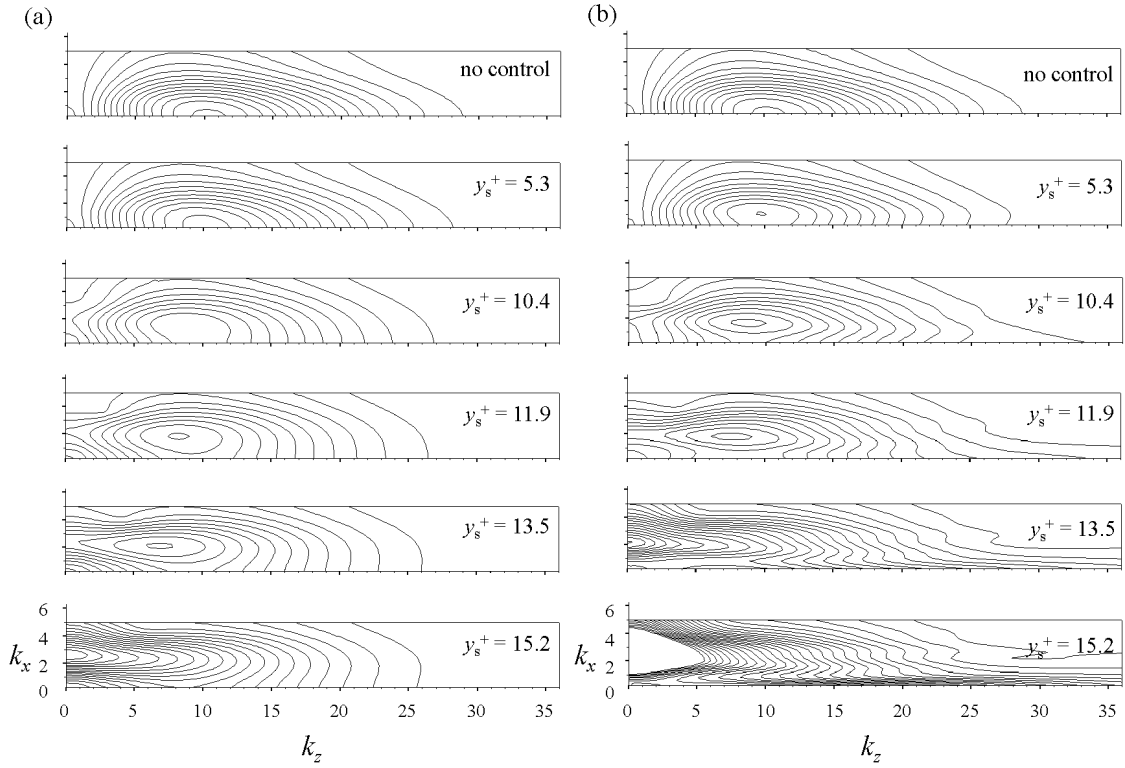 (a)
no control
y_s^+ = 5.3
y_s^+ = 10.4
y_s^+ = 11.9
y_s^+ = 13.5
y_s^+ = 15.2
6
4
2
0
k_x
0 5 10 15 20 25 30 35
k_z
(b)
no control
y_s^+ = 5.3
y_s^+ = 10.4
y_s^+ = 11.9
y_s^+ = 13.5
y_s^+ = 15.2
6
4
2
0
k_x
0 5 10 15 20 25 30 35
k_z